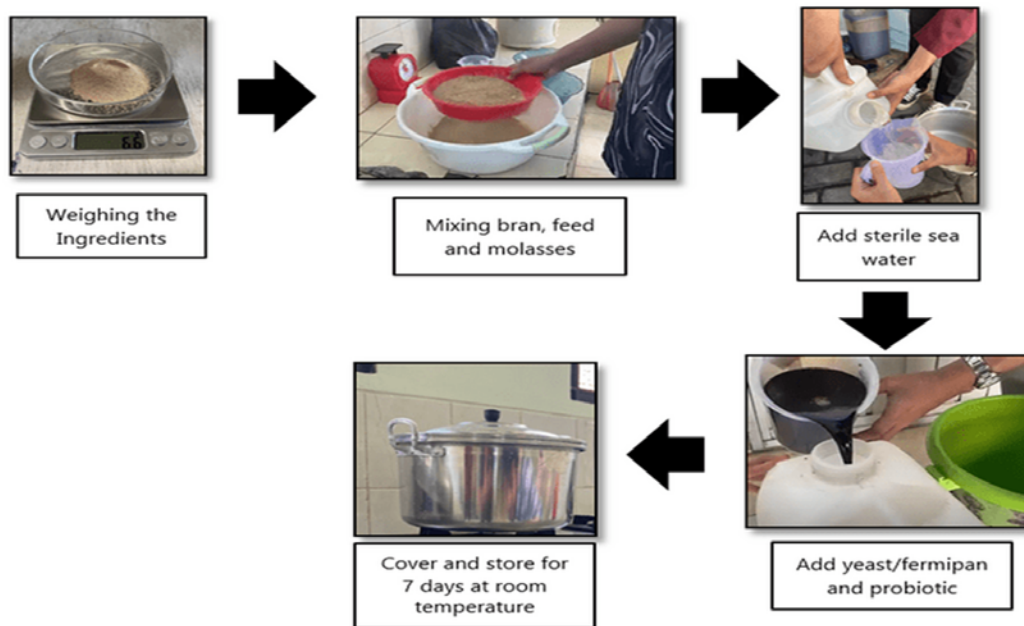 Weighing the
Ingredients
Mixing bran, feed
and molasses
Add sterile sea
water
Add yeast/fermipan
and probiotic
Cover and store for
7 days at room
temperature